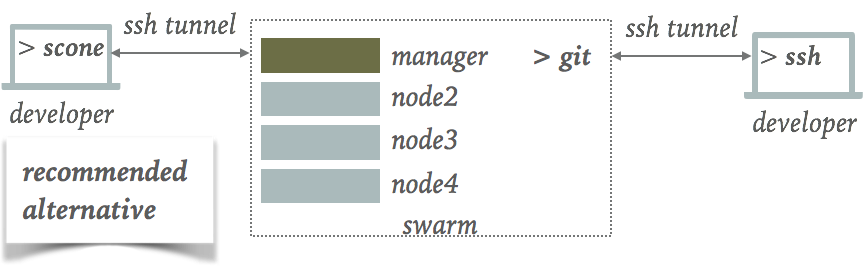 ssh tunnel
> scone
developer
recommended
alternative
manager
> git
node2
node3
node4
swarm
ssh tunnel
> ssh
developer